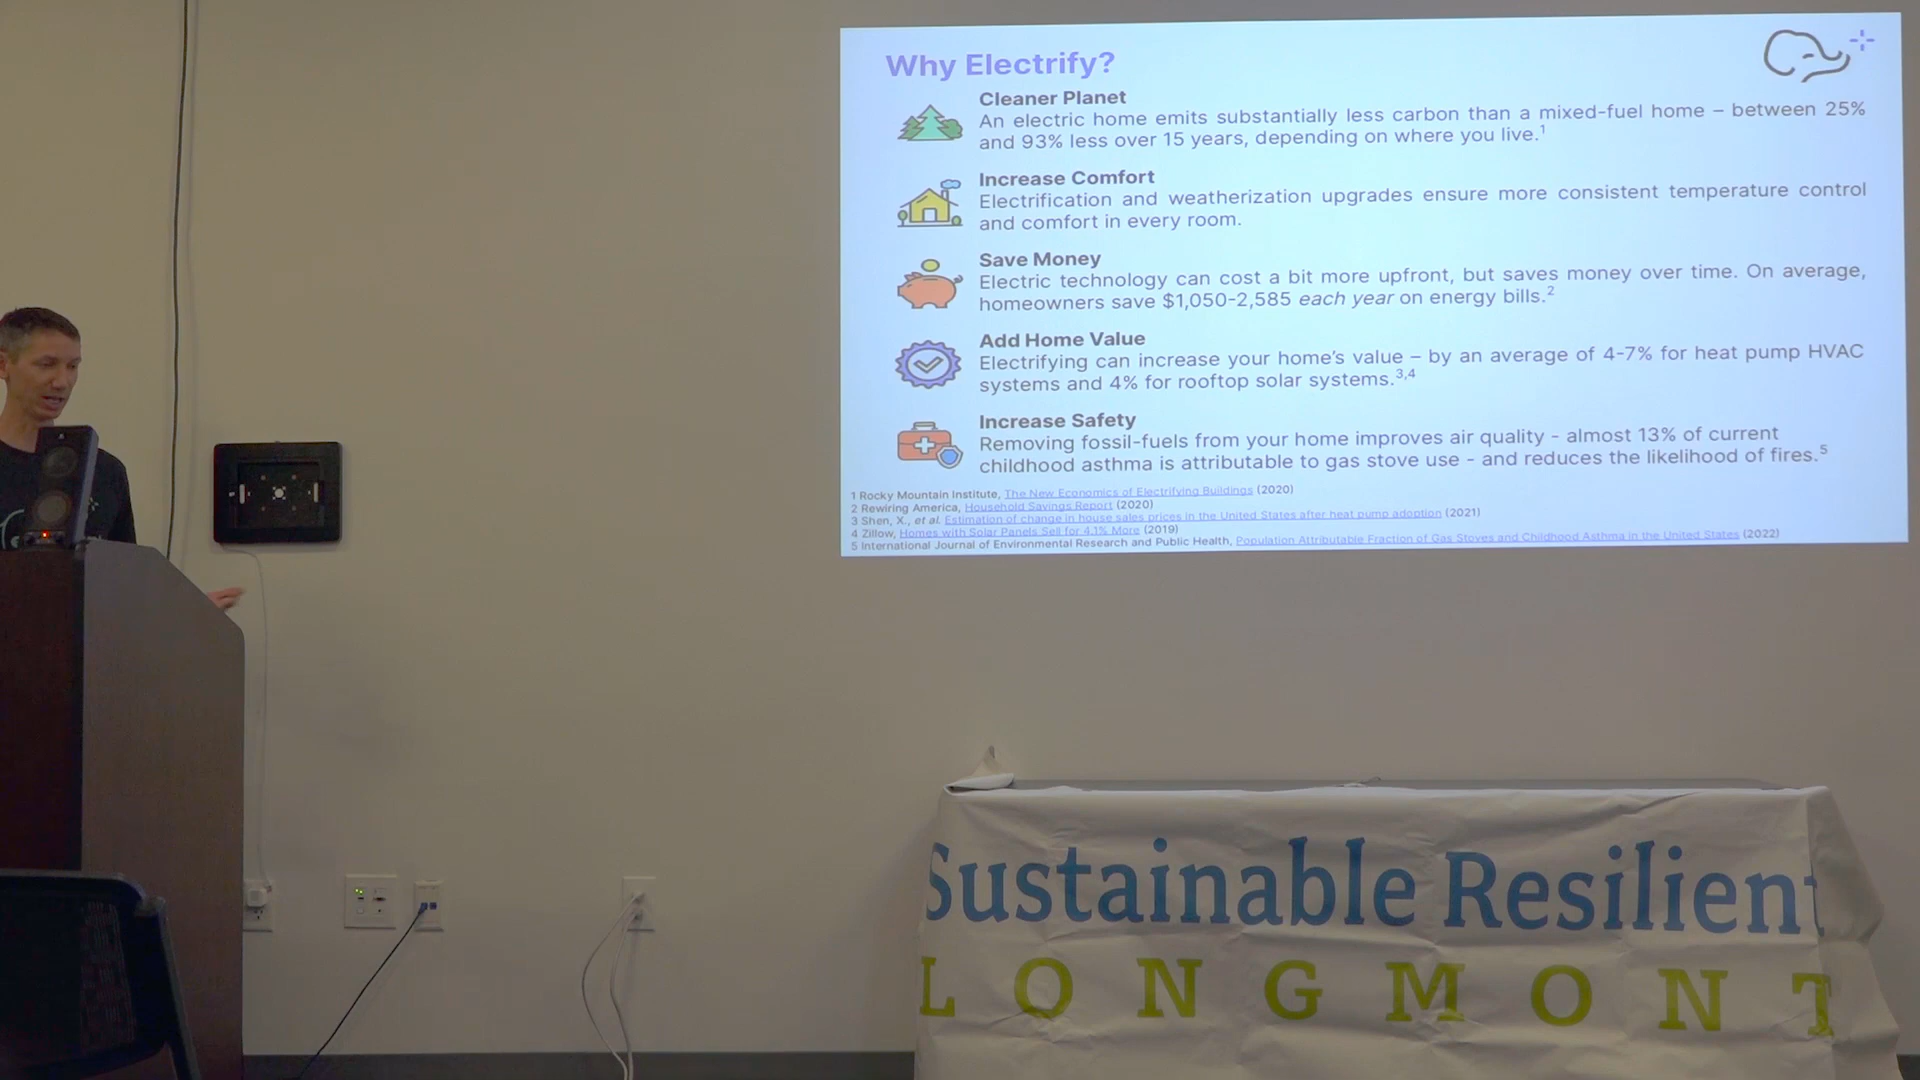 Why Electrify?
Cleaner Planet
An electric home emits substantially less carbon than a mixed-fuel home – between 25%
and 93% less over 15 years, depending on where you live.1
Increase Comfort
Electrification and weatherization upgrades ensure more consistent temperature control
and comfort in every room.
Save Money
Electric technology can cost a bit more upfront, but saves money over time. On average,
homeowners save $1,050-2,585 each year on energy bills.2
Add Home Value
Electrifying can increase your home's value – by an average of 4-7% for heat pump HVAC
systems and 4% for rooftop solar systems.3,4
Increase Safety
Removing fossil-fuels from your home improves air quality - almost 13% of current
childhood asthma is attributable to gas stove use - and reduces the likelihood of fires.5
1 Rocky Mountain Institute, The New Economics of Electrifying Buildings (2020)
2 Rewiring America, Household Savings Report (2020)
3 Shen, X., et al. Estimation of change in house sales prices in the United States after heat pump adoption (2021)
4 Zillow, Homes with Solar Panels Sell for 4.1% More (2019)
5 International Journal of Environmental Research and Public Health, Population Attributable Fraction of Gas Stoves and Childhood Asthma in the United States (2022)
Sustainable Resilient
LONGMONT